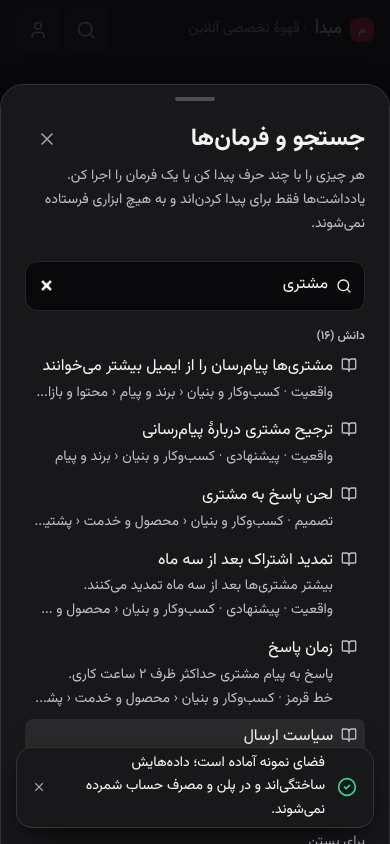 م مبدأ · قهوهٔ تخصصی آنلاین
جستجو و فرمان‌ها
هر چیزی را با چند حرف پیدا کن یا یک فرمان را اجرا کن.
یادداشت‌ها فقط برای پیدا کردن‌اند و به هیچ ابزاری فرستاده
نمی‌شوند.
مشتری
دانش (۱۶)
مشتری‌ها پیام‌رسان را از ایمیل بیشتر می‌خوانند
واقعیت · کسب‌وکار و بنیان › برند و پیام › محتوا و بازا...
ترجیح مشتری دربارهٔ پیام‌رسانی
واقعیت · پیشنهادی · کسب‌وکار و بنیان › برند و پیام
لحن پاسخ به مشتری
تصمیم · کسب‌وکار و بنیان › محصول و خدمت › پشتیـ...
تمدید اشتراک بعد از سه ماه
بیشتر مشتری‌ها بعد از سه ماه تمدید می‌کنند.
واقعیت · پیشنهادی · کسب‌وکار و بنیان › محصول و ...
زمان پاسخ
پاسخ به پیام مشتری حداکثر ظرف ۲ ساعت کاری.
خط قرمز · کسب‌وکار و بنیان › محصول و خدمت › پشـ...
سیاست ارسال
فضای نمونه آماده است؛ داده‌هایش
ساختگی‌اند و در پلن و مصرف حساب شمرده
نمی‌شوند.